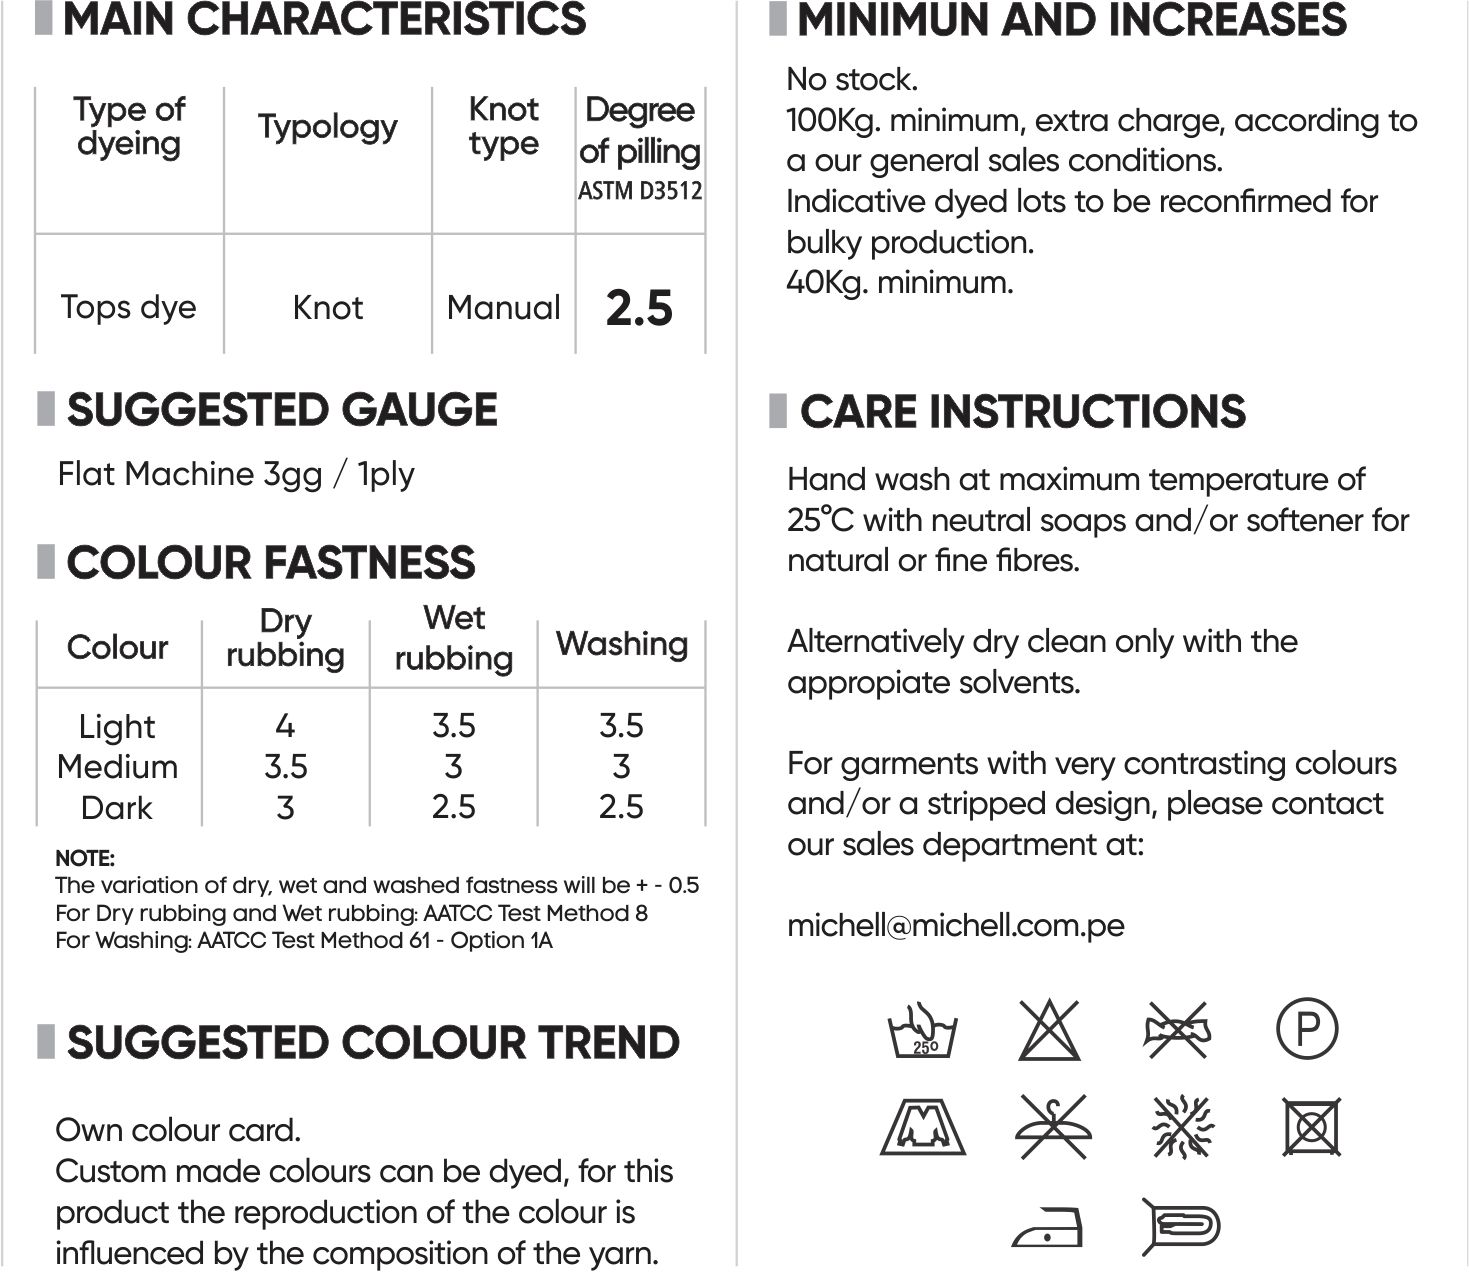 MAIN CHARACTERISTICS
Type of dyeing
Typology
Knot type
Degree of pilling
ASTM D3512
Tops dye
Knot
Manual
2.5
SUGGESTED GAUGE
Flat Machine 3gg / 1ply
COLOUR FASTNESS
Colour
Dry rubbing
Wet rubbing
Washing
Light 4 3.5 3.5
Medium 3.5 3 3
Dark 3 2.5 2.5
NOTE:
The variation of dry, wet and washed fastness will be + - 0.5
For Dry rubbing and Wet rubbing: AATCC Test Method 8
For Washing: AATCC Test Method 61 - Option 1A
SUGGESTED COLOUR TREND
Own colour card.
Custom made colours can be dyed, for this
product the reproduction of the colour is
influenced by the composition of the yarn.
MINIMUN AND INCREASES
No stock.
100Kg. minimum, extra charge, according to
a our general sales conditions.
Indicative dyed lots to be reconfirmed for
bulky production.
40Kg. minimum.
CARE INSTRUCTIONS
Hand wash at maximum temperature of
25°C with neutral soaps and/or softener for
natural or fine fibres.
Alternatively dry clean only with the
appropiate solvents.
For garments with very contrasting colours
and/or a stripped design, please contact
our sales department at:
michell@michell.com.pe
25º
P